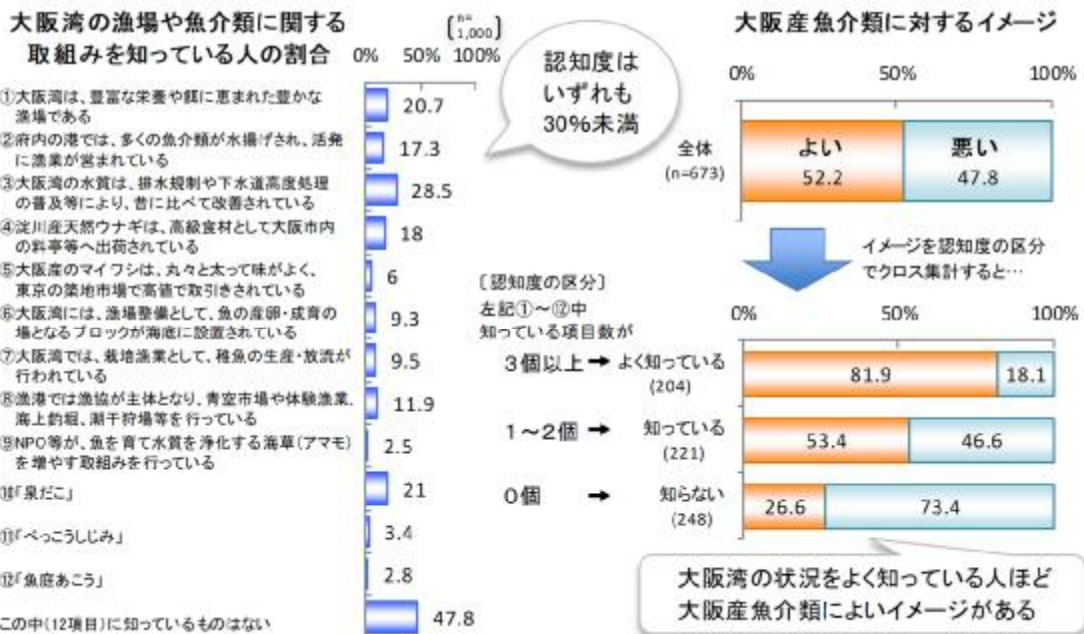 大阪湾の漁場や魚介類に関する
取組みを知っている人の割合
n=
1,000
0% 50% 100%
①大阪湾は、豊富な栄養や餌に恵まれた豊かな
漁場である
20.7
②府内の港では、多くの魚介類が水揚げされ、活発
に漁業が営まれている
17.3
③大阪湾の水質は、排水規制や下水道高度処理
の普及等により、昔に比べて改善されている
28.5
④淀川産天然ウナギは、高級食材として大阪市内
の料亭等へ出荷されている
18
⑤大阪産のマイワシは、丸々と太って味がよく、
東京の築地市場で高値で取引きされている
6
⑥大阪湾には、漁場整備として、魚の産卵・成育の
場となるブロックが海底に設置されている
9.3
⑦大阪湾では、栽培漁業として、稚魚の生産・放流が
行われている
9.5
⑧漁港では漁協が主体となり、青空市場や体験漁業、
海上釣堀、潮干狩場等を行っている
11.9
⑨NPO等が、魚を育て水質を浄化する海草(アマモ)
を増やす取組みを行っている
2.5
⑩「泉だこ」
21
⑪「べっこうしじみ」
3.4
⑫「魚庭あこう」
2.8
この中(12項目)に知っているものはない
47.8
認知度は
いずれも
30%未満
大阪産魚介類に対するイメージ
0% 50% 100%
全体
(n=673)
よい
52.2
悪い
47.8
イメージを認知度の区分
でクロス集計すると…
〔認知度の区分〕
左記①～⑫中
知っている項目数が
0% 50% 100%
3個以上➡ よく知っている
(204)
81.9 18.1
1～2個 ➡ 知っている
(221)
53.4 46.6
0個 ➡ 知らない
(248)
26.6 73.4
大阪湾の状況をよく知っている人ほど
大阪産魚介類によいイメージがある